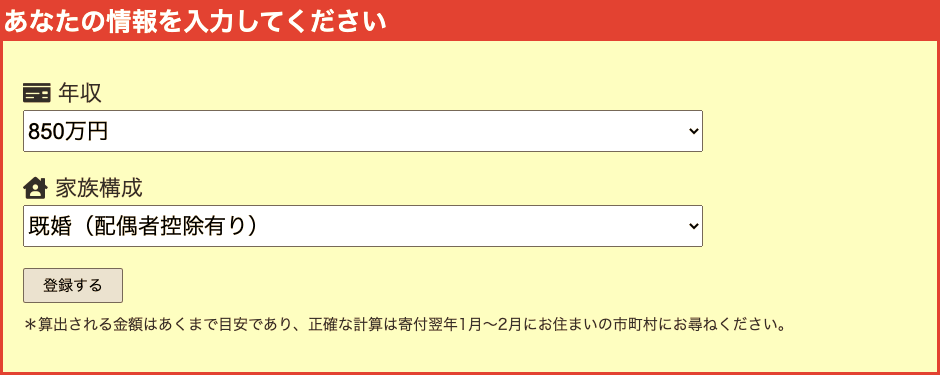 あなたの情報を入力してください
年収
850万円
家族構成
既婚（配偶者控除有り）
登録する
＊算出される金額はあくまで目安であり、正確な計算は寄付翌年1月〜2月にお住まいの市町村にお尋ねください。